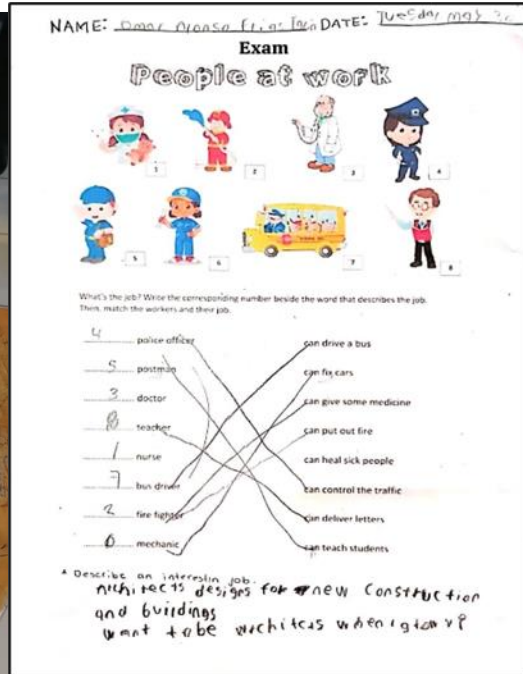 NAME: Omar Alonso Frias DATE: Tuesday may
Exam
People at work
1 2 3 4
5 6 7 8
What's the job? Write the corresponding number beside the word that describes the job.
Then, match the workers and their job.
4 police officer can drive a bus
5 postman can fix cars
3 doctor can give some medicine
8 teacher can put out fire
1 nurse can heal sick people
7 bus driver can control the traffic
2 fire fighter can deliver letters
6 mechanic can teach students
Describe an interestin job.
Architects designs for new construction
and buildings
want to be